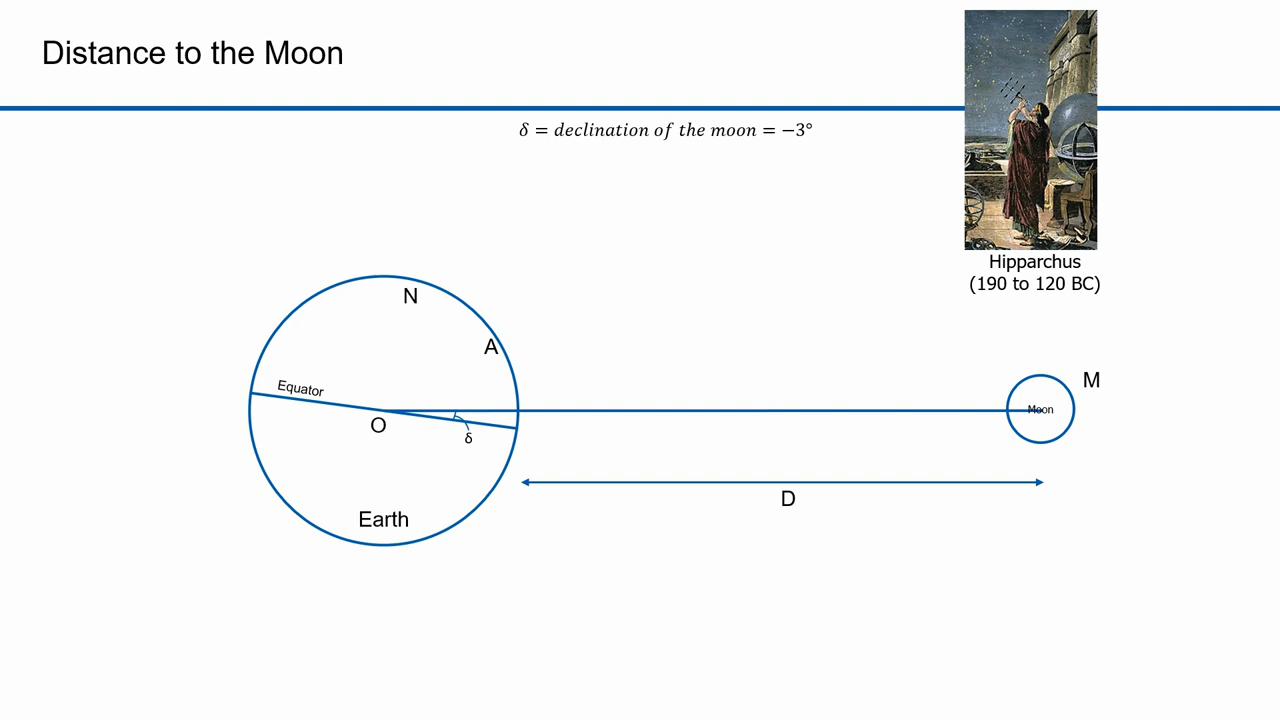 Distance to the Moon
δ = declination of the moon = −3°
Hipparchus
(190 to 120 BC)
N
A
M
Equator
Moon
O
δ
D
Earth